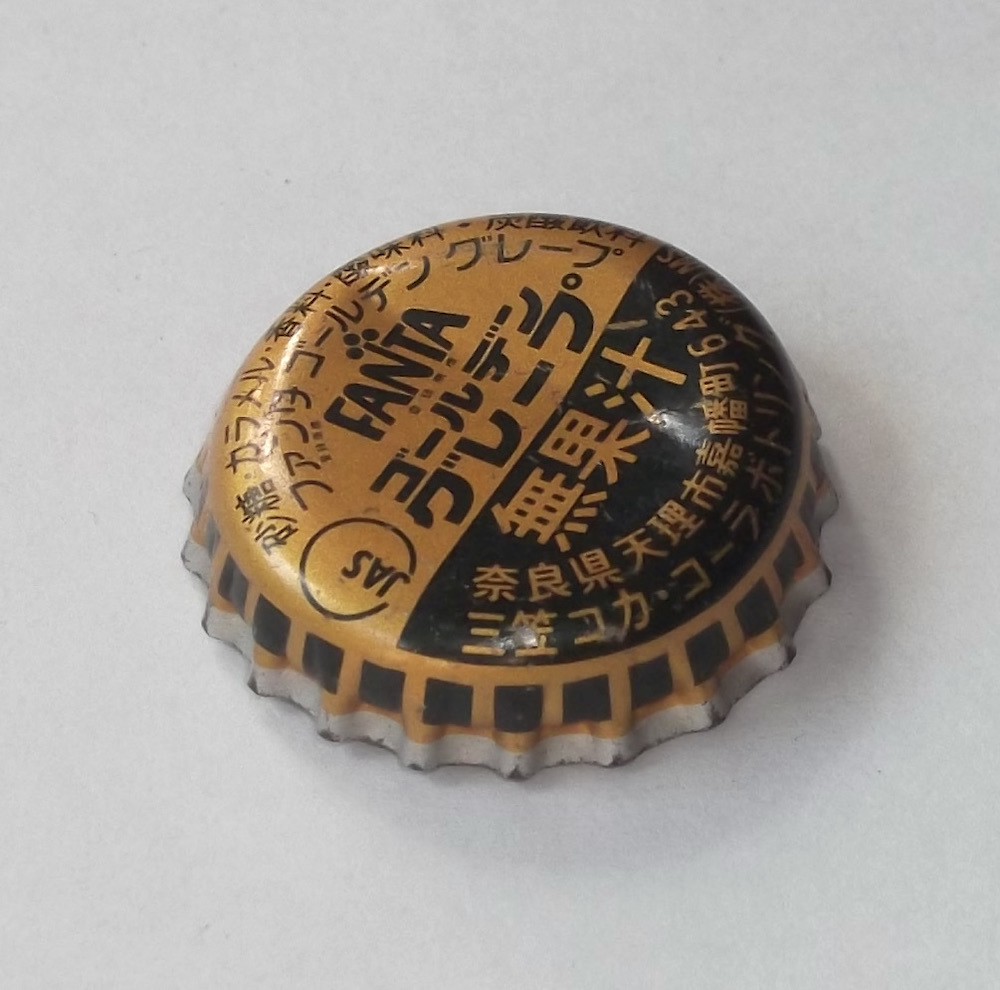 砂糖・カラメル・香料・酸味料・炭酸飲料
ファンタ ゴールデン グレープ
FANTA
ゴールデン
グレープ
JAS
無果汁
奈良県天理市嘉幡町643
三笠コカ・コーラボトリング(株)MS